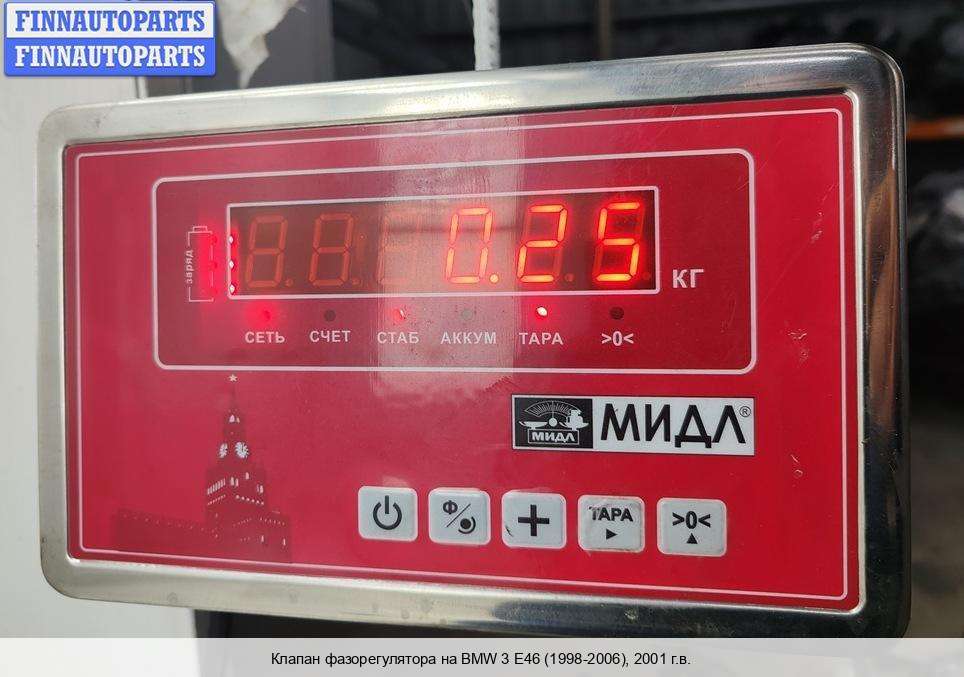 FINNAUTOPARTS
FINNAUTOPARTS
заряд
0.25
КГ
СЕТЬ СЧЕТ СТАБ АККУМ ТАРА >0<
МИДЛ МИДЛ®
Ф ТАРА >0<
Клапан фазорегулятора на BMW 3 E46 (1998-2006), 2001 г.в.